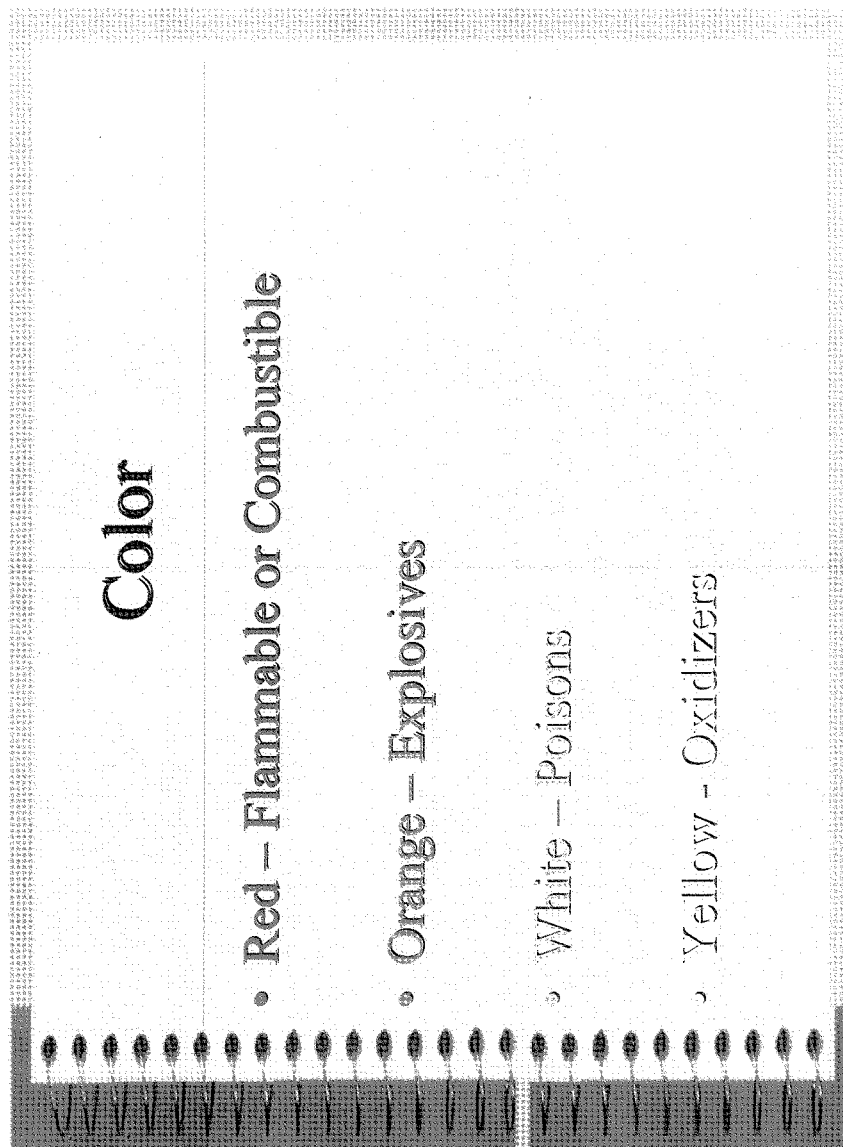 Color
• Red – Flammable or Combustible
• Orange – Explosives
• White – Poisons
• Yellow - Oxidizers